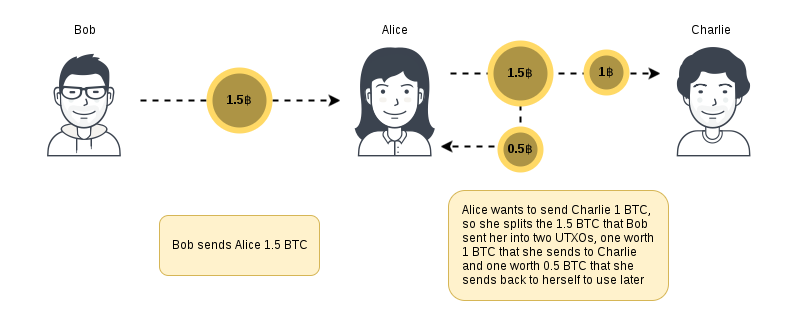 Bob
Alice
Charlie
1.5฿
1.5฿
1฿
0.5฿
Bob sends Alice 1.5 BTC
Alice wants to send Charlie 1 BTC,
so she splits the 1.5 BTC that Bob
sent her into two UTXOs, one worth
1 BTC that she sends to Charlie
and one worth 0.5 BTC that she
sends back to herself to use later